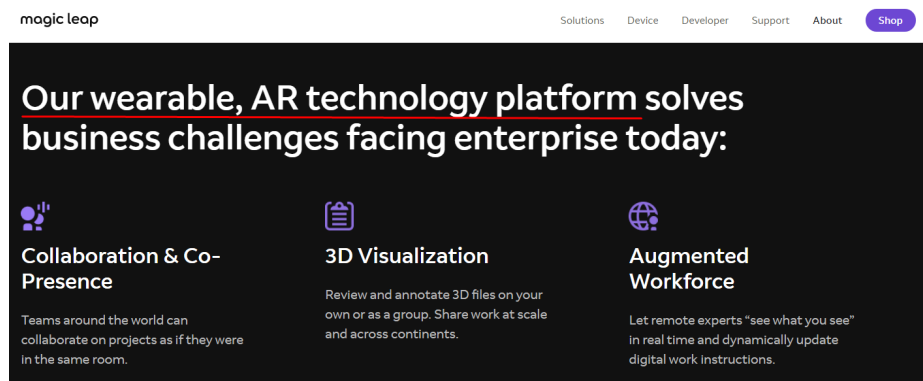 magic leap
Solutions
Device
Developer
Support
About
Shop
Our wearable, AR technology platform solves
business challenges facing enterprise today:
Collaboration & Co-
Presence
Teams around the world can
collaborate on projects as if they were
in the same room.
3D Visualization
Review and annotate 3D files on your
own or as a group. Share work at scale
and across continents.
Augmented
Workforce
Let remote experts “see what you see”
in real time and dynamically update
digital work instructions.